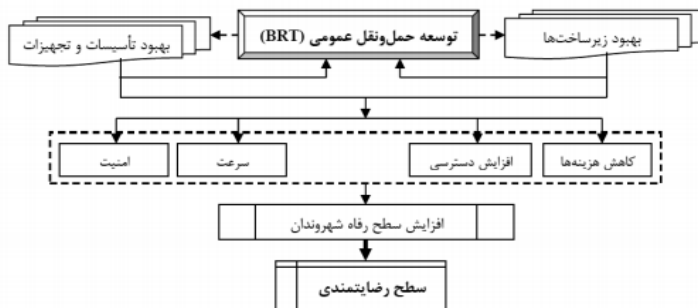 بهبود زیرساخت‌ها
توسعه حمل‌ونقل عمومی (BRT)
بهبود تأسیسات و تجهیزات
کاهش هزینه‌ها
افزایش دسترسی
سرعت
امنیت
افزایش سطح رفاه شهروندان
سطح رضایتمندی